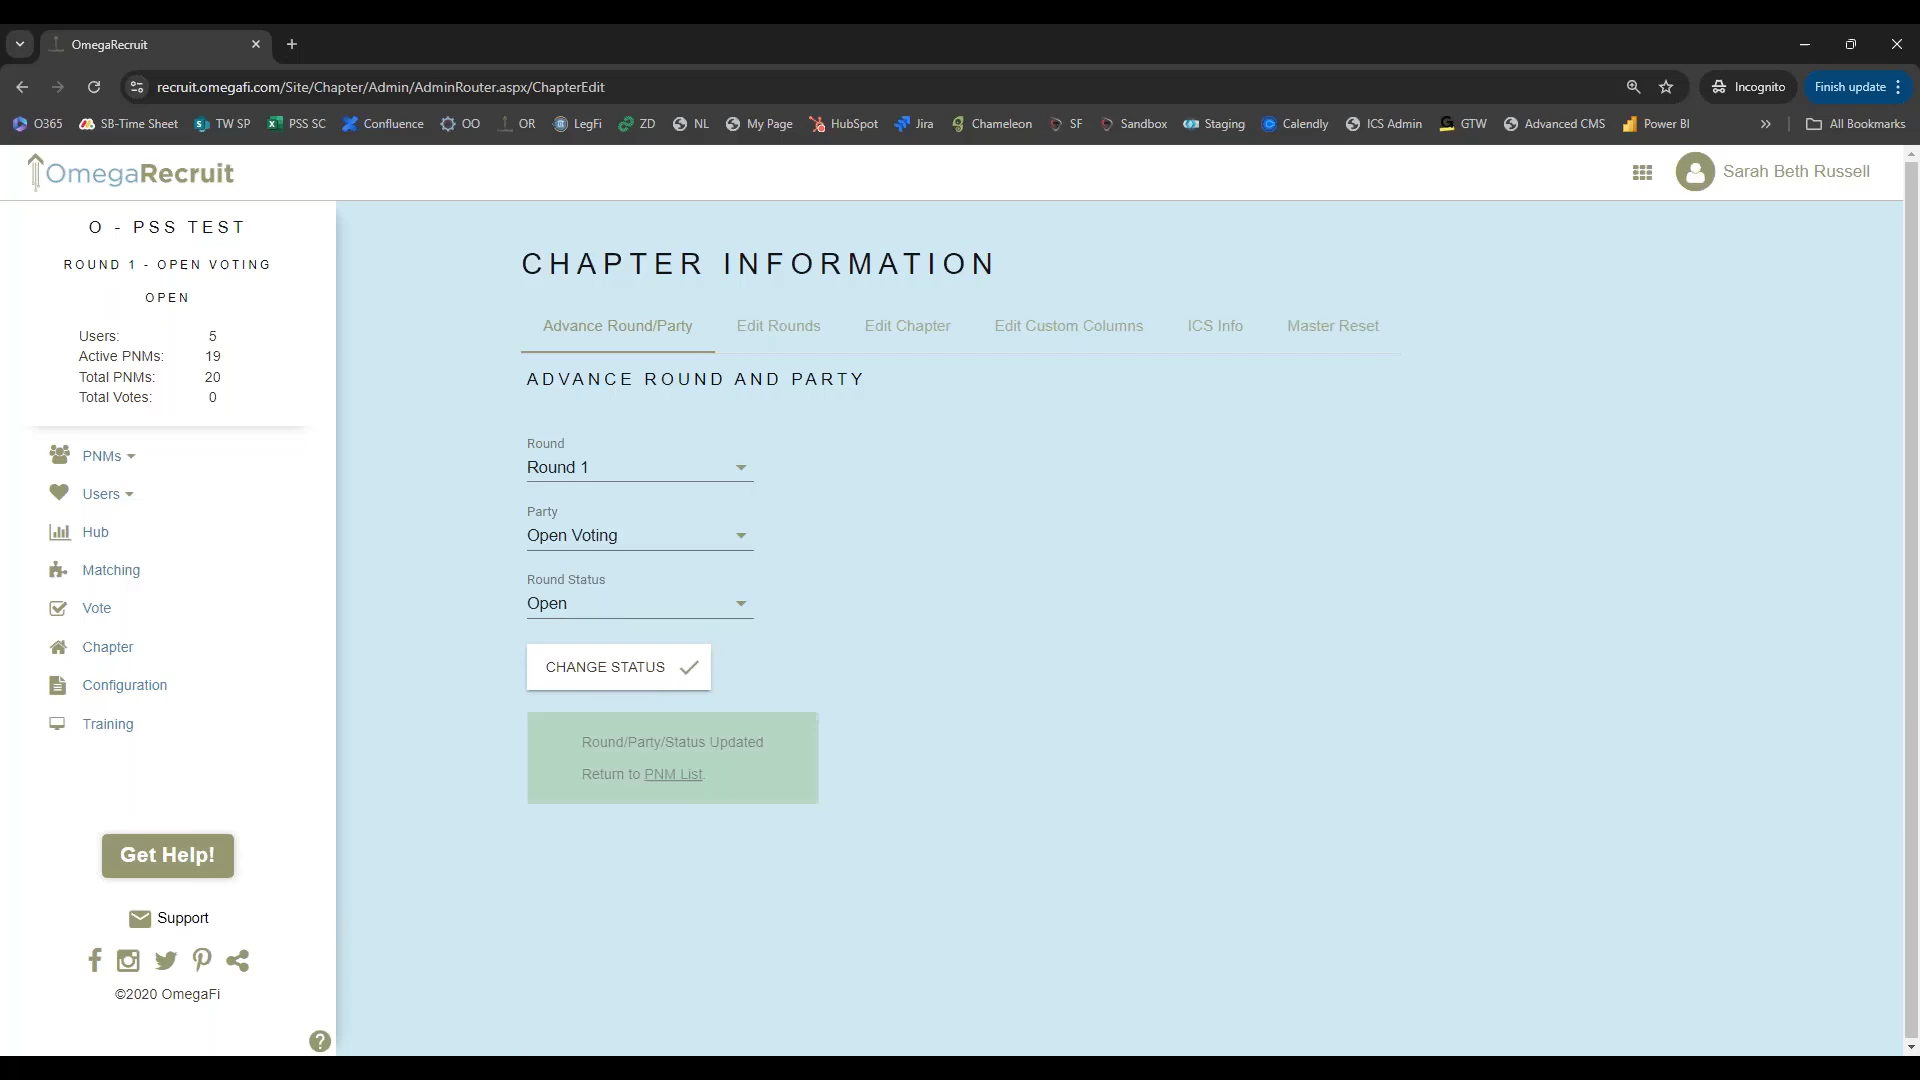 OmegaRecruit
recruit.omegafi.com/Site/Chapter/Admin/AdminRouter.aspx/ChapterEdit
Incognito
Finish update
O365
SB-Time Sheet
TW SP
PSS SC
Confluence
OO
OR
LegFi
ZD
NL
My Page
HubSpot
Jira
Chameleon
SF
Sandbox
Staging
Calendly
ICS Admin
GTW
Advanced CMS
Power BI
All Bookmarks
OmegaRecruit
Sarah Beth Russell
O - PSS TEST
ROUND 1 - OPEN VOTING
OPEN
Users: 5
Active PNMs: 19
Total PNMs: 20
Total Votes: 0
PNMs
Users
Hub
Matching
Vote
Chapter
Configuration
Training
Get Help!
Support
©2020 OmegaFi
?
CHAPTER INFORMATION
Advance Round/Party
Edit Rounds
Edit Chapter
Edit Custom Columns
ICS Info
Master Reset
ADVANCE ROUND AND PARTY
Round
Round 1
Party
Open Voting
Round Status
Open
CHANGE STATUS
Round/Party/Status Updated
Return to PNM List.